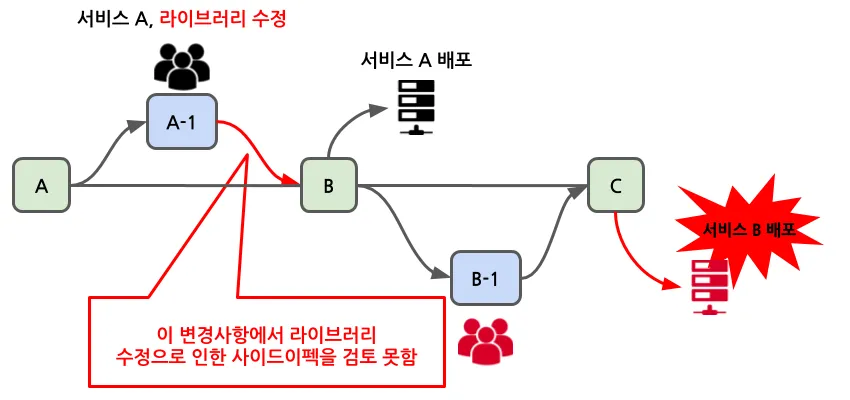 서비스 A, 라이브러리 수정
서비스 A 배포
A-1
A
B
C
서비스 B 배포
B-1
이 변경사항에서 라이브러리
수정으로 인한 사이드이펙을 검토 못함